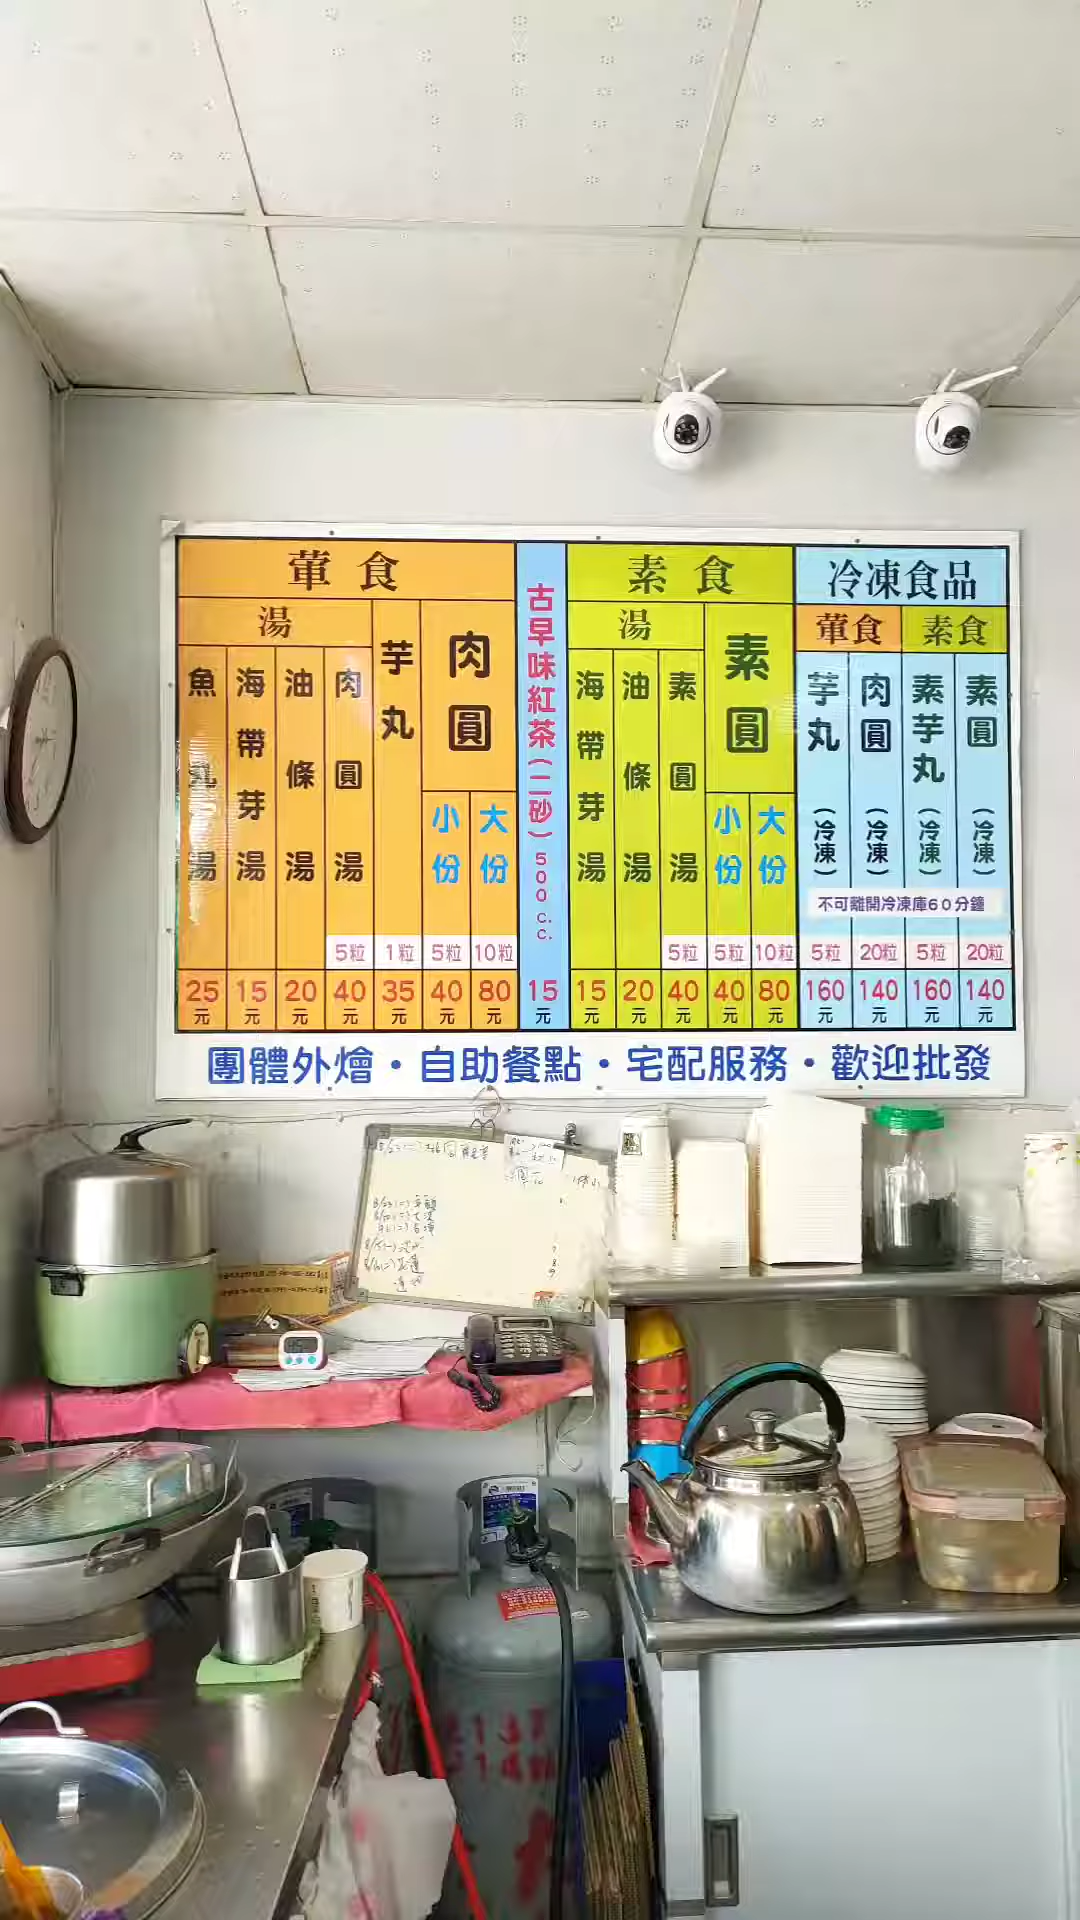 葷食
湯
魚丸湯
25元
海帶芽湯
15元
油條湯
20元
肉圓湯
5粒
40元
芋丸
1粒
35元
肉圓
小份
5粒
40元
大份
10粒
80元
古早味紅茶(二砂)500c.c.
15元
素食
湯
海帶芽湯
15元
油條湯
20元
素圓湯
5粒
40元
素圓
小份
5粒
40元
大份
10粒
80元
冷凍食品
葷食
芋丸(冷凍)
5粒
160元
肉圓(冷凍)
20粒
140元
素食
素芋丸(冷凍)
5粒
160元
素圓(冷凍)
20粒
140元
不可離開冷凍庫60分鐘
團體外燴・自助餐點・宅配服務・歡迎批發